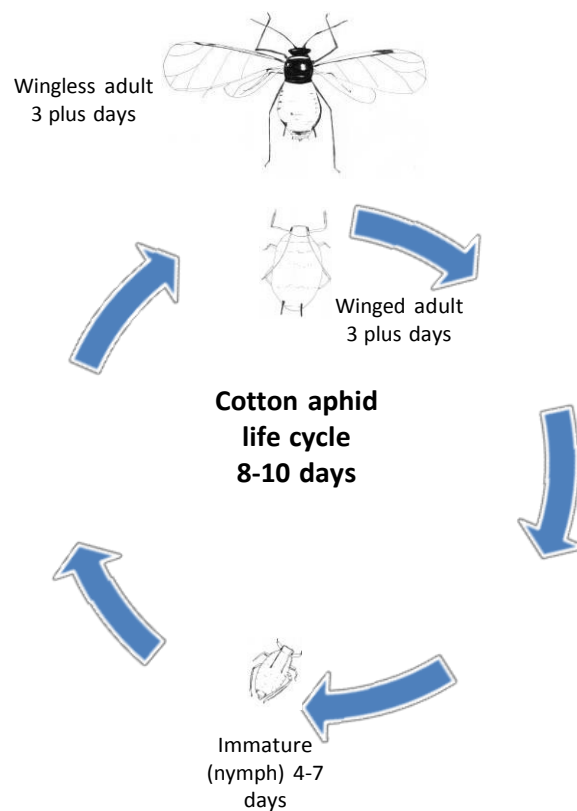 Wingless adult
3 plus days
Winged adult
3 plus days
Cotton aphid
life cycle
8-10 days
Immature
(nymph) 4-7
days